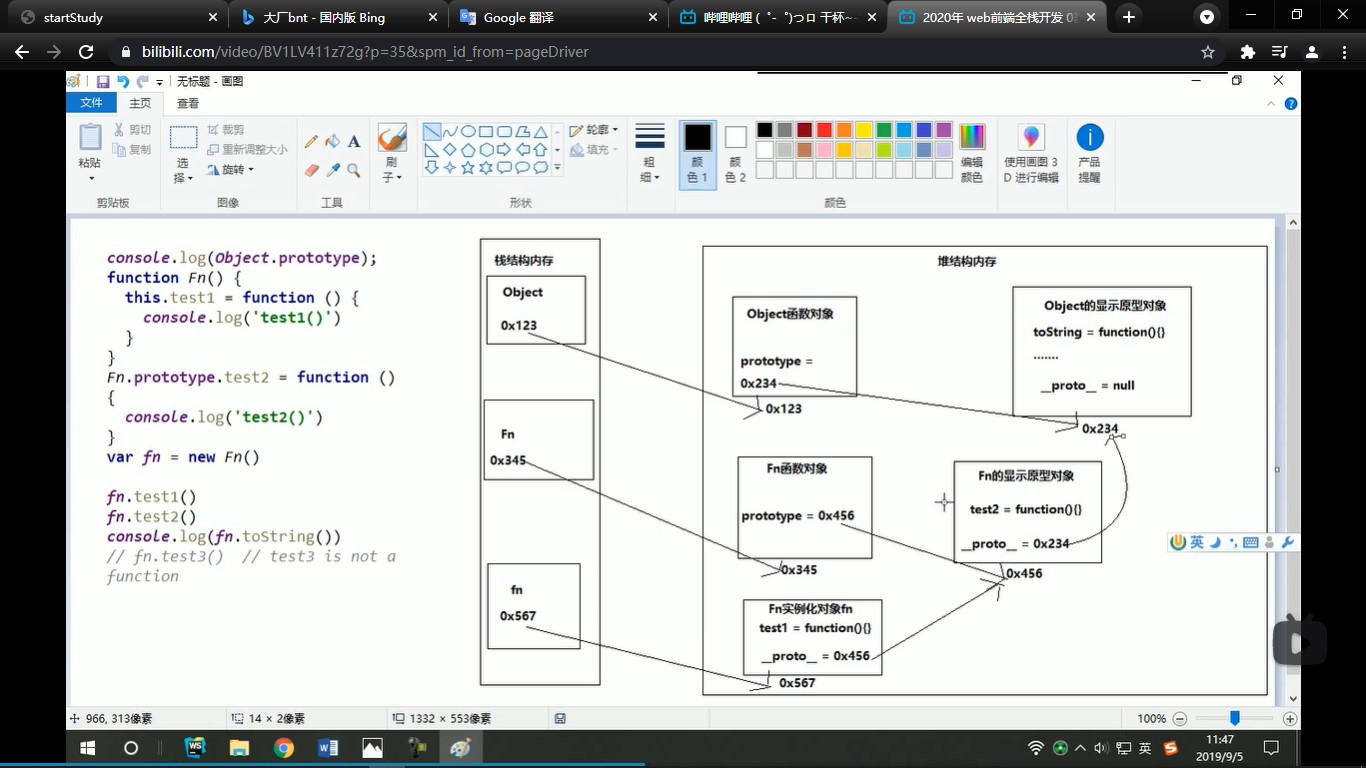 startStudy
大厂bnt - 国内版 Bing
Google 翻译
哔哩哔哩 ( ゜- ゜)つロ 干杯~-
2020年 web前端全栈开发 0
bilibili.com/video/BV1LV411z72g?p=35&spm_id_from=pageDriver
无标题 - 画图
文件 主页 查看
粘贴
剪切
复制
剪贴板
选择
裁剪
重新调整大小
旋转
图像
A
工具
刷子
轮廓
填充
形状
粗细
颜色 1
颜色 2
编辑颜色
颜色
使用画图 3D 进行编辑
产品提醒
console.log(Object.prototype);
function Fn() {
this.test1 = function () {
console.log('test1()')
}
}
Fn.prototype.test2 = function ()
{
console.log('test2()')
}
var fn = new Fn()
fn.test1()
fn.test2()
console.log(fn.toString())
// fn.test3()  // test3 is not a
function
栈结构内存
Object
0x123
Fn
0x345
fn
0x567
堆结构内存
Object函数对象
prototype =
0x234
0x123
Object的显示原型对象
toString = function(){}
.......
__proto__ = null
0x234
Fn函数对象
prototype = 0x456
0x345
Fn的显示原型对象
test2 = function(){}
__proto__ = 0x234
0x456
Fn实例化对象fn
test1 = function(){}
__proto__ = 0x456
0x567
英
966, 313像素
14 × 2像素
1332 × 553像素
100%
英
11:47
2019/9/5